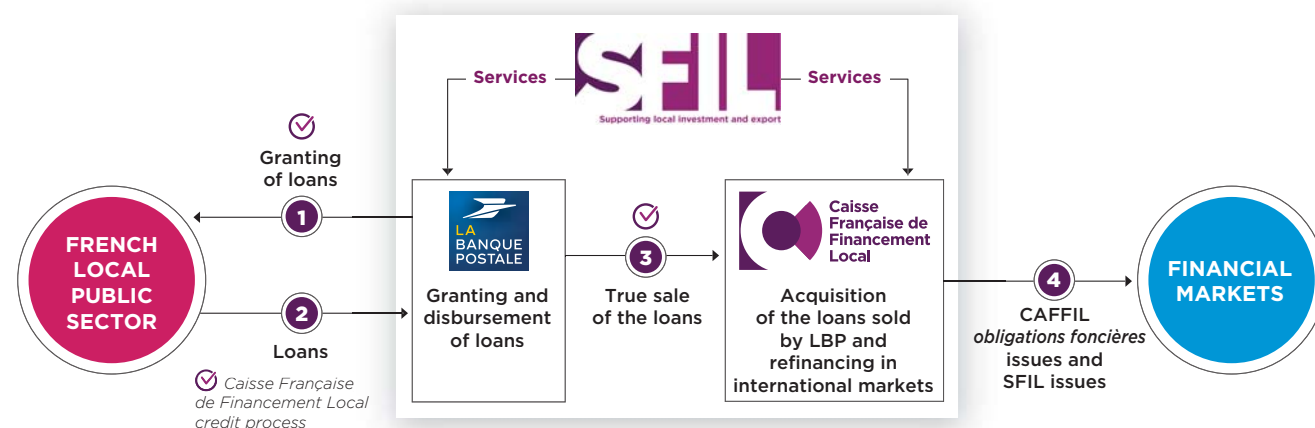 SFIL
Supporting local investment and export
Services
Services
Granting
of loans
1
FRENCH
LOCAL
PUBLIC
SECTOR
2
Loans
Caisse Française
de Financement Local
credit process
LA
BANQUE
POSTALE
Granting and
disbursement
of loans
3
True sale
of the loans
Caisse
Française de
Financement
Local
Acquisition
of the loans sold
by LBP and
refinancing in
international markets
4
CAFFIL
obligations foncières
issues and
SFIL issues
FINANCIAL
MARKETS